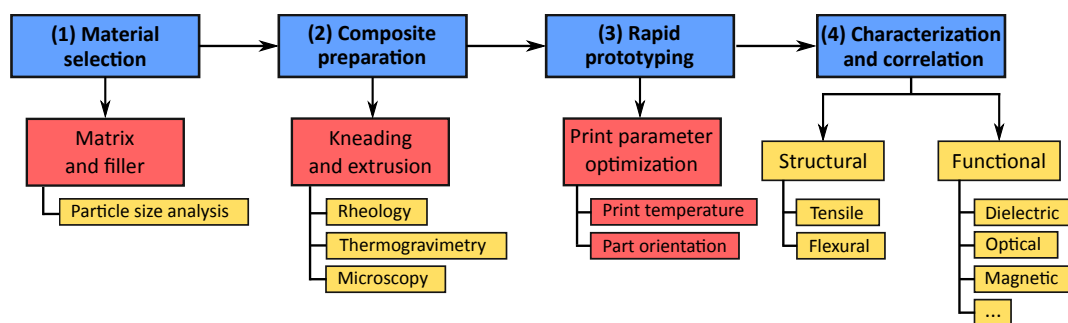 (1) Material
selection
(2) Composite
preparation
(3) Rapid
prototyping
(4) Characterization
and correlation
Matrix
and filler
Particle size analysis
Kneading
and extrusion
Rheology
Thermogravimetry
Microscopy
Print parameter
optimization
Print temperature
Part orientation
Structural
Tensile
Flexural
Functional
Dielectric
Optical
Magnetic
...